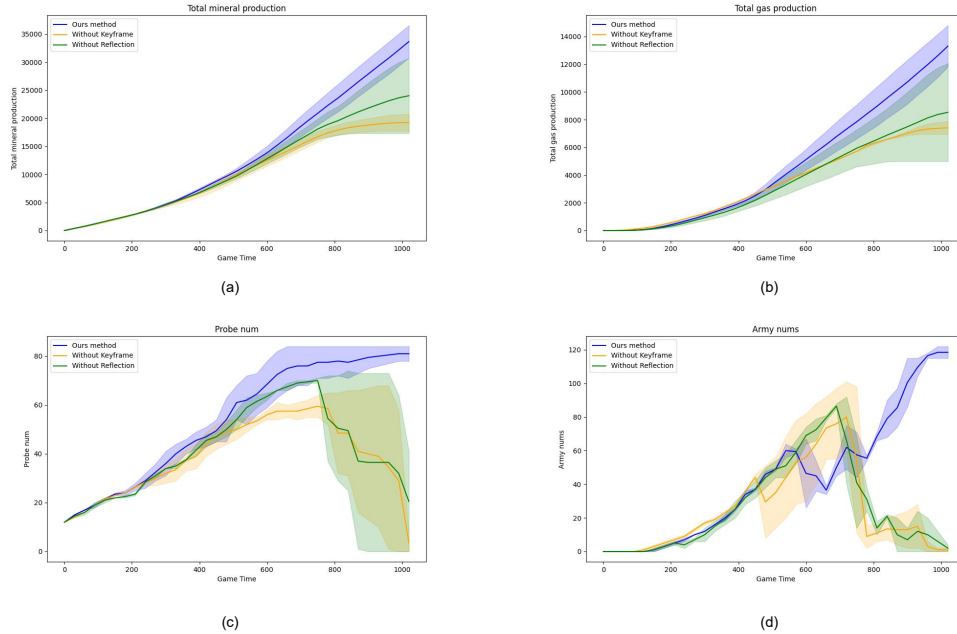 Total mineral production
Ours method
Without Keyframe
Without Reflection
35000
30000
25000
20000
15000
10000
5000
0
Total mineral production
0 200 400 600 800 1000
Game Time
(a)
Total gas production
Ours method
Without Keyframe
Without Reflection
14000
12000
10000
8000
6000
4000
2000
0
Total gas production
0 200 400 600 800 1000
Game Time
(b)
Probe num
Ours method
Without Keyframe
Without Reflection
80
60
40
20
0
Probe num
0 200 400 600 800 1000
Game Time
(c)
Army nums
Ours method
Without Keyframe
Without Reflection
120
100
80
60
40
20
0
Army nums
0 200 400 600 800 1000
Game Time
(d)